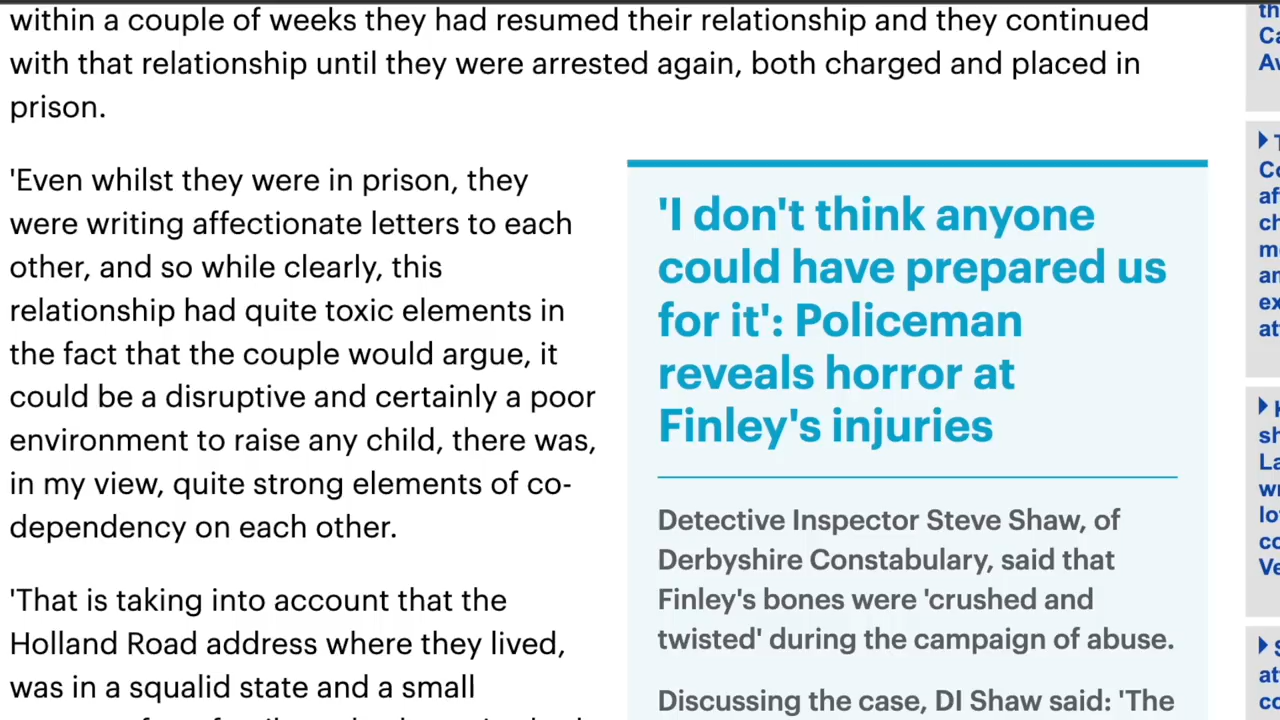 within a couple of weeks they had resumed their relationship and they continued
with that relationship until they were arrested again, both charged and placed in
prison.
'Even whilst they were in prison, they
were writing affectionate letters to each
other, and so while clearly, this
relationship had quite toxic elements in
the fact that the couple would argue, it
could be a disruptive and certainly a poor
environment to raise any child, there was,
in my view, quite strong elements of co-
dependency on each other.
'That is taking into account that the
Holland Road address where they lived,
was in a squalid state and a small
'I don't think anyone
could have prepared us
for it': Policeman
reveals horror at
Finley's injuries
Detective Inspector Steve Shaw, of
Derbyshire Constabulary, said that
Finley's bones were 'crushed and
twisted' during the campaign of abuse.
Discussing the case, DI Shaw said: 'The